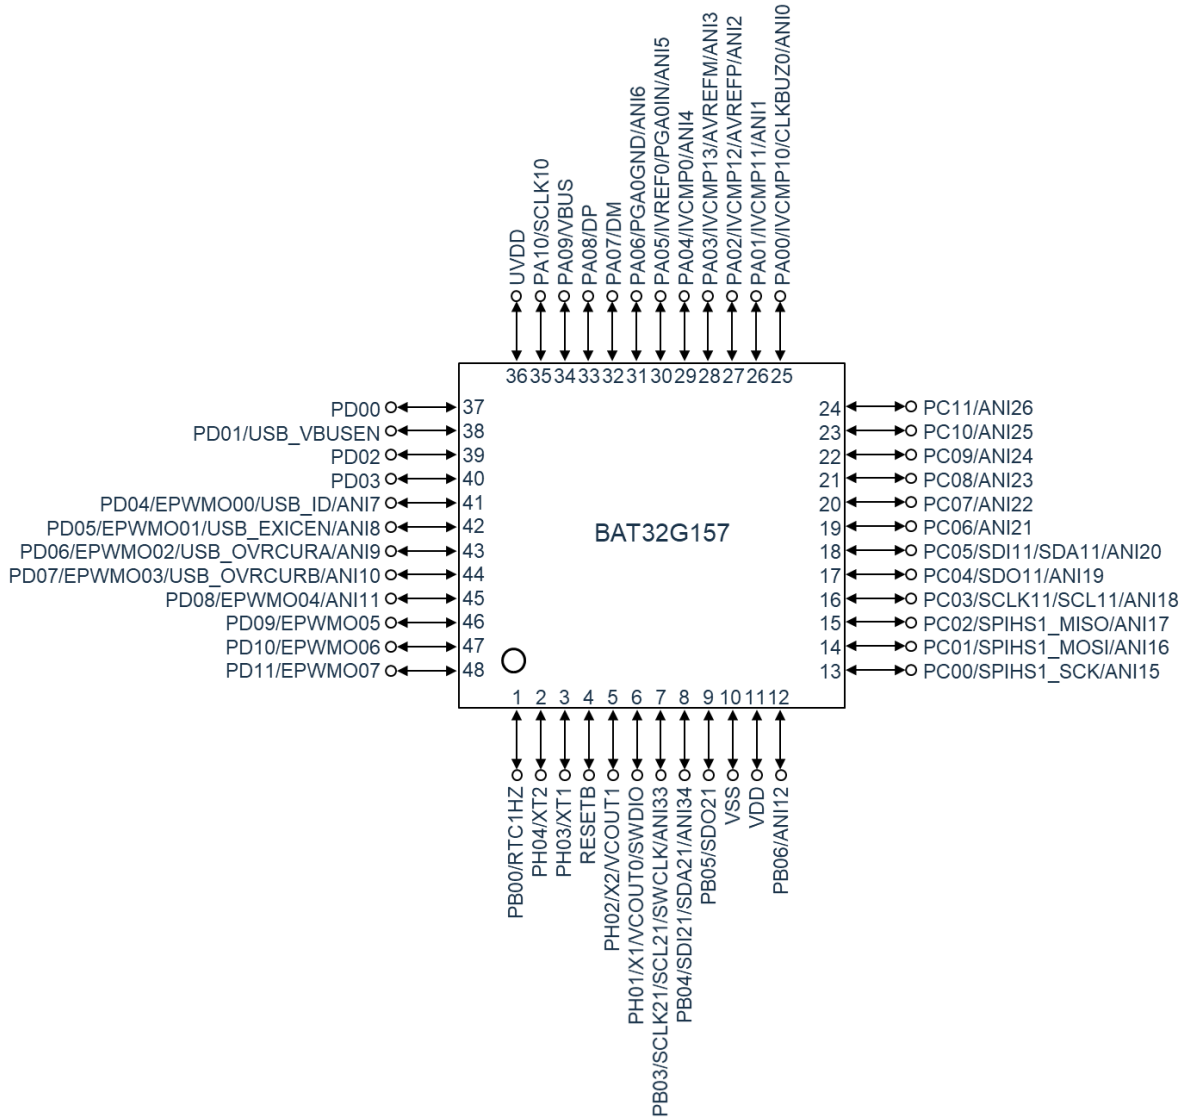 UVDD
PA10/SCLK10
PA09/VBUS
PA08/DP
PA07/DM
PA06/PGA0GND/ANI6
PA05/IVREF0/PGA0IN/ANI5
PA04/IVCMP0/ANI4
PA03/IVCMP13/AVREFM/ANI3
PA02/IVCMP12/AVREFP/ANI2
PA01/IVCMP11/ANI1
PA00/IVCMP10/CLKBUZ0/ANI0
36 35 34 33 32 31 30 29 28 27 26 25
PD00 37
PD01/USB_VBUSEN 38
PD02 39
PD03 40
PD04/EPWMO00/USB_ID/ANI7 41
PD05/EPWMO01/USB_EXICEN/ANI8 42
PD06/EPWMO02/USB_OVRCURA/ANI9 43
PD07/EPWMO03/USB_OVRCURB/ANI10 44
PD08/EPWMO04/ANI11 45
PD09/EPWMO05 46
PD10/EPWMO06 47
PD11/EPWMO07 48
BAT32G157
24 PC11/ANI26
23 PC10/ANI25
22 PC09/ANI24
21 PC08/ANI23
20 PC07/ANI22
19 PC06/ANI21
18 PC05/SDI11/SDA11/ANI20
17 PC04/SDO11/ANI19
16 PC03/SCLK11/SCL11/ANI18
15 PC02/SPIHS1_MISO/ANI17
14 PC01/SPIHS1_MOSI/ANI16
13 PC00/SPIHS1_SCK/ANI15
1 2 3 4 5 6 7 8 9 10 11 12
PB00/RTC1HZ
PH04/XT2
PH03/XT1
RESETB
PH02/X2/VCOUT1
PH01/X1/VCOUT0/SWDIO
PB03/SCLK21/SCL21/SWCLK/ANI33
PB04/SDI21/SDA21/ANI34
PB05/SDO21
VSS
VDD
PB06/ANI12